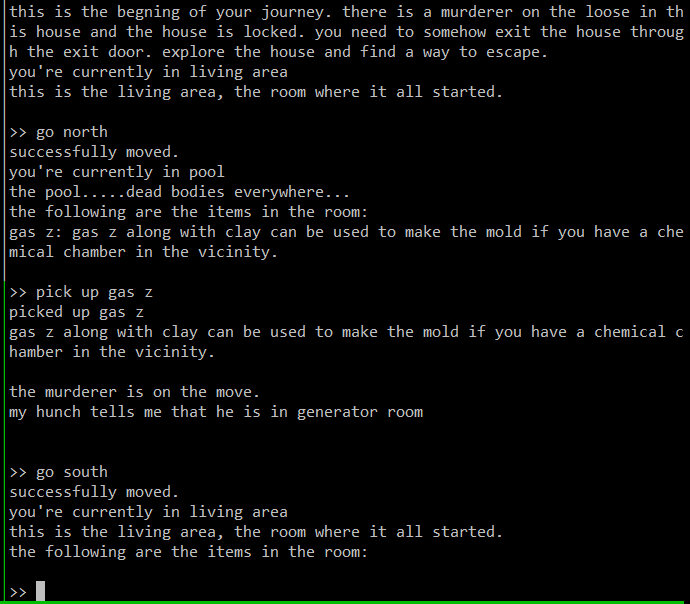 this is the begning of your journey. there is a murderer on the loose in th
is house and the house is locked. you need to somehow exit the house throug
h the exit door. explore the house and find a way to escape.
you're currently in living area
this is the living area, the room where it all started.
>> go north
successfully moved.
you're currently in pool
the pool.....dead bodies everywhere...
the following are the items in the room:
gas z: gas z along with clay can be used to make the mold if you have a che
mical chamber in the vicinity.
>> pick up gas z
picked up gas z
gas z along with clay can be used to make the mold if you have a chemical c
hamber in the vicinity.
the murderer is on the move.
my hunch tells me that he is in generator room
>> go south
successfully moved.
you're currently in living area
this is the living area, the room where it all started.
the following are the items in the room:
>>